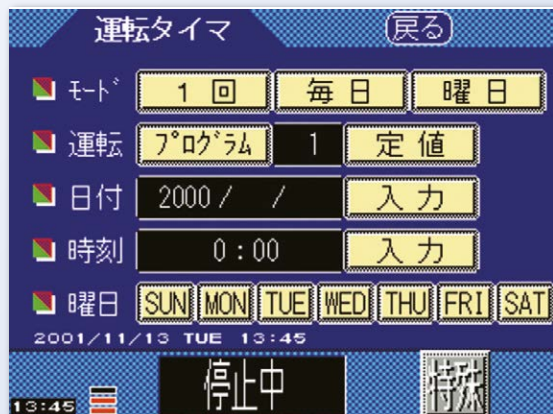 運転タイマ 戻る
ﾓｰﾄﾞ 1 回 毎 日 曜 日
運転 ﾌﾟﾛｸﾞﾗﾑ 1 定 値
日付 2000 /   / 入 力
時刻 0 : 00 入 力
曜日 SUN MON TUE WED THU FRI SAT
2001/11/13 TUE 13:45
停止中 特殊
13:45